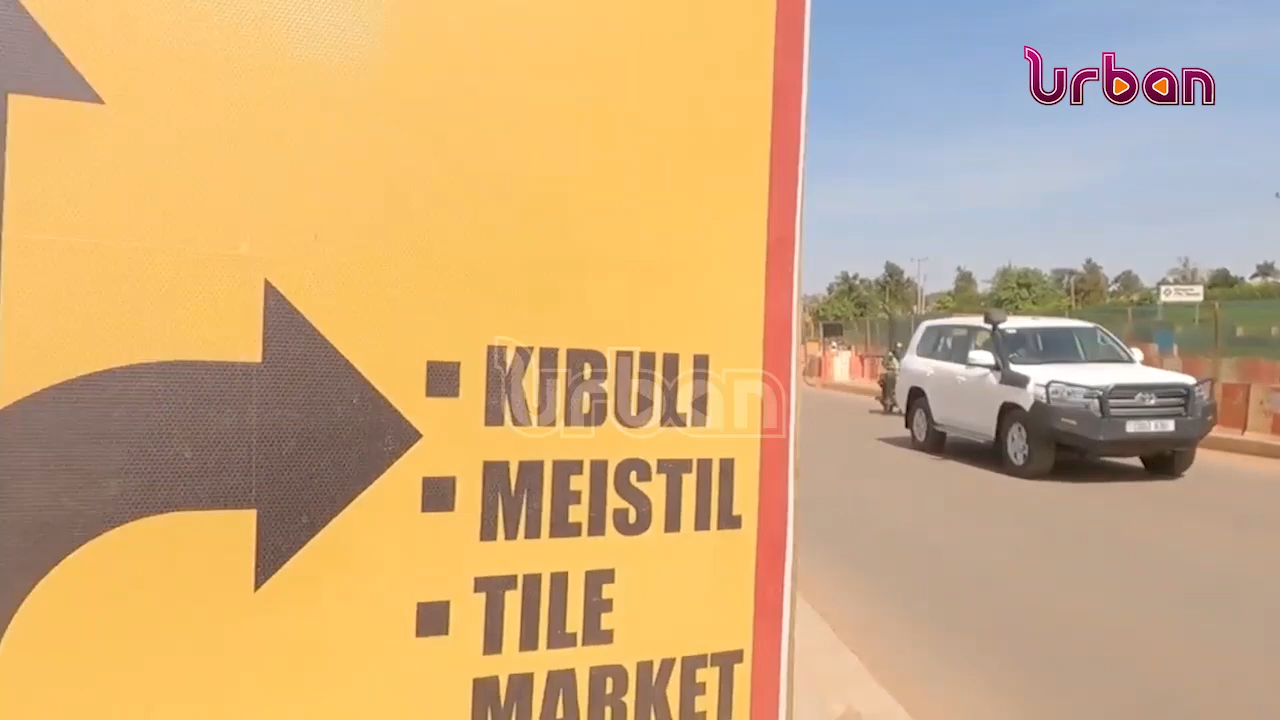 Urban
▪ KIBULI
▪ MEISTIL
▪ TILE
MARKET